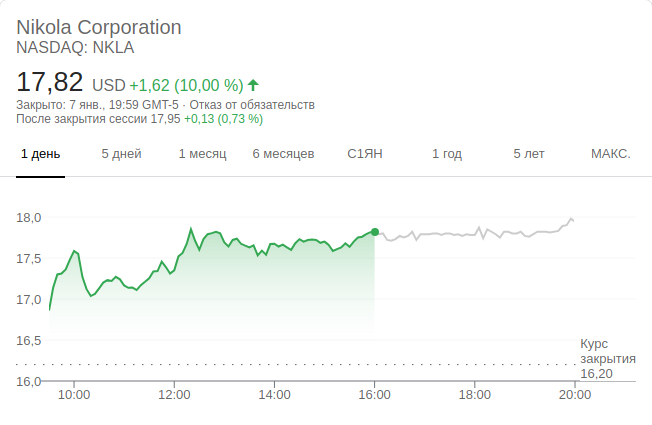 Nikola Corporation
NASDAQ: NKLA
17,82 USD +1,62 (10,00 %)
Закрыто: 7 янв., 19:59 GMT-5 · Отказ от обязательств
После закрытия сессии 17,95 +0,13 (0,73 %)
1 день 5 дней 1 месяц 6 месяцев С1ЯН 1 год 5 лет МАКС.
18,0
17,5
17,0
16,5
Курс
закрытия
16,20
16,0
10:00 12:00 14:00 16:00 18:00 20:00